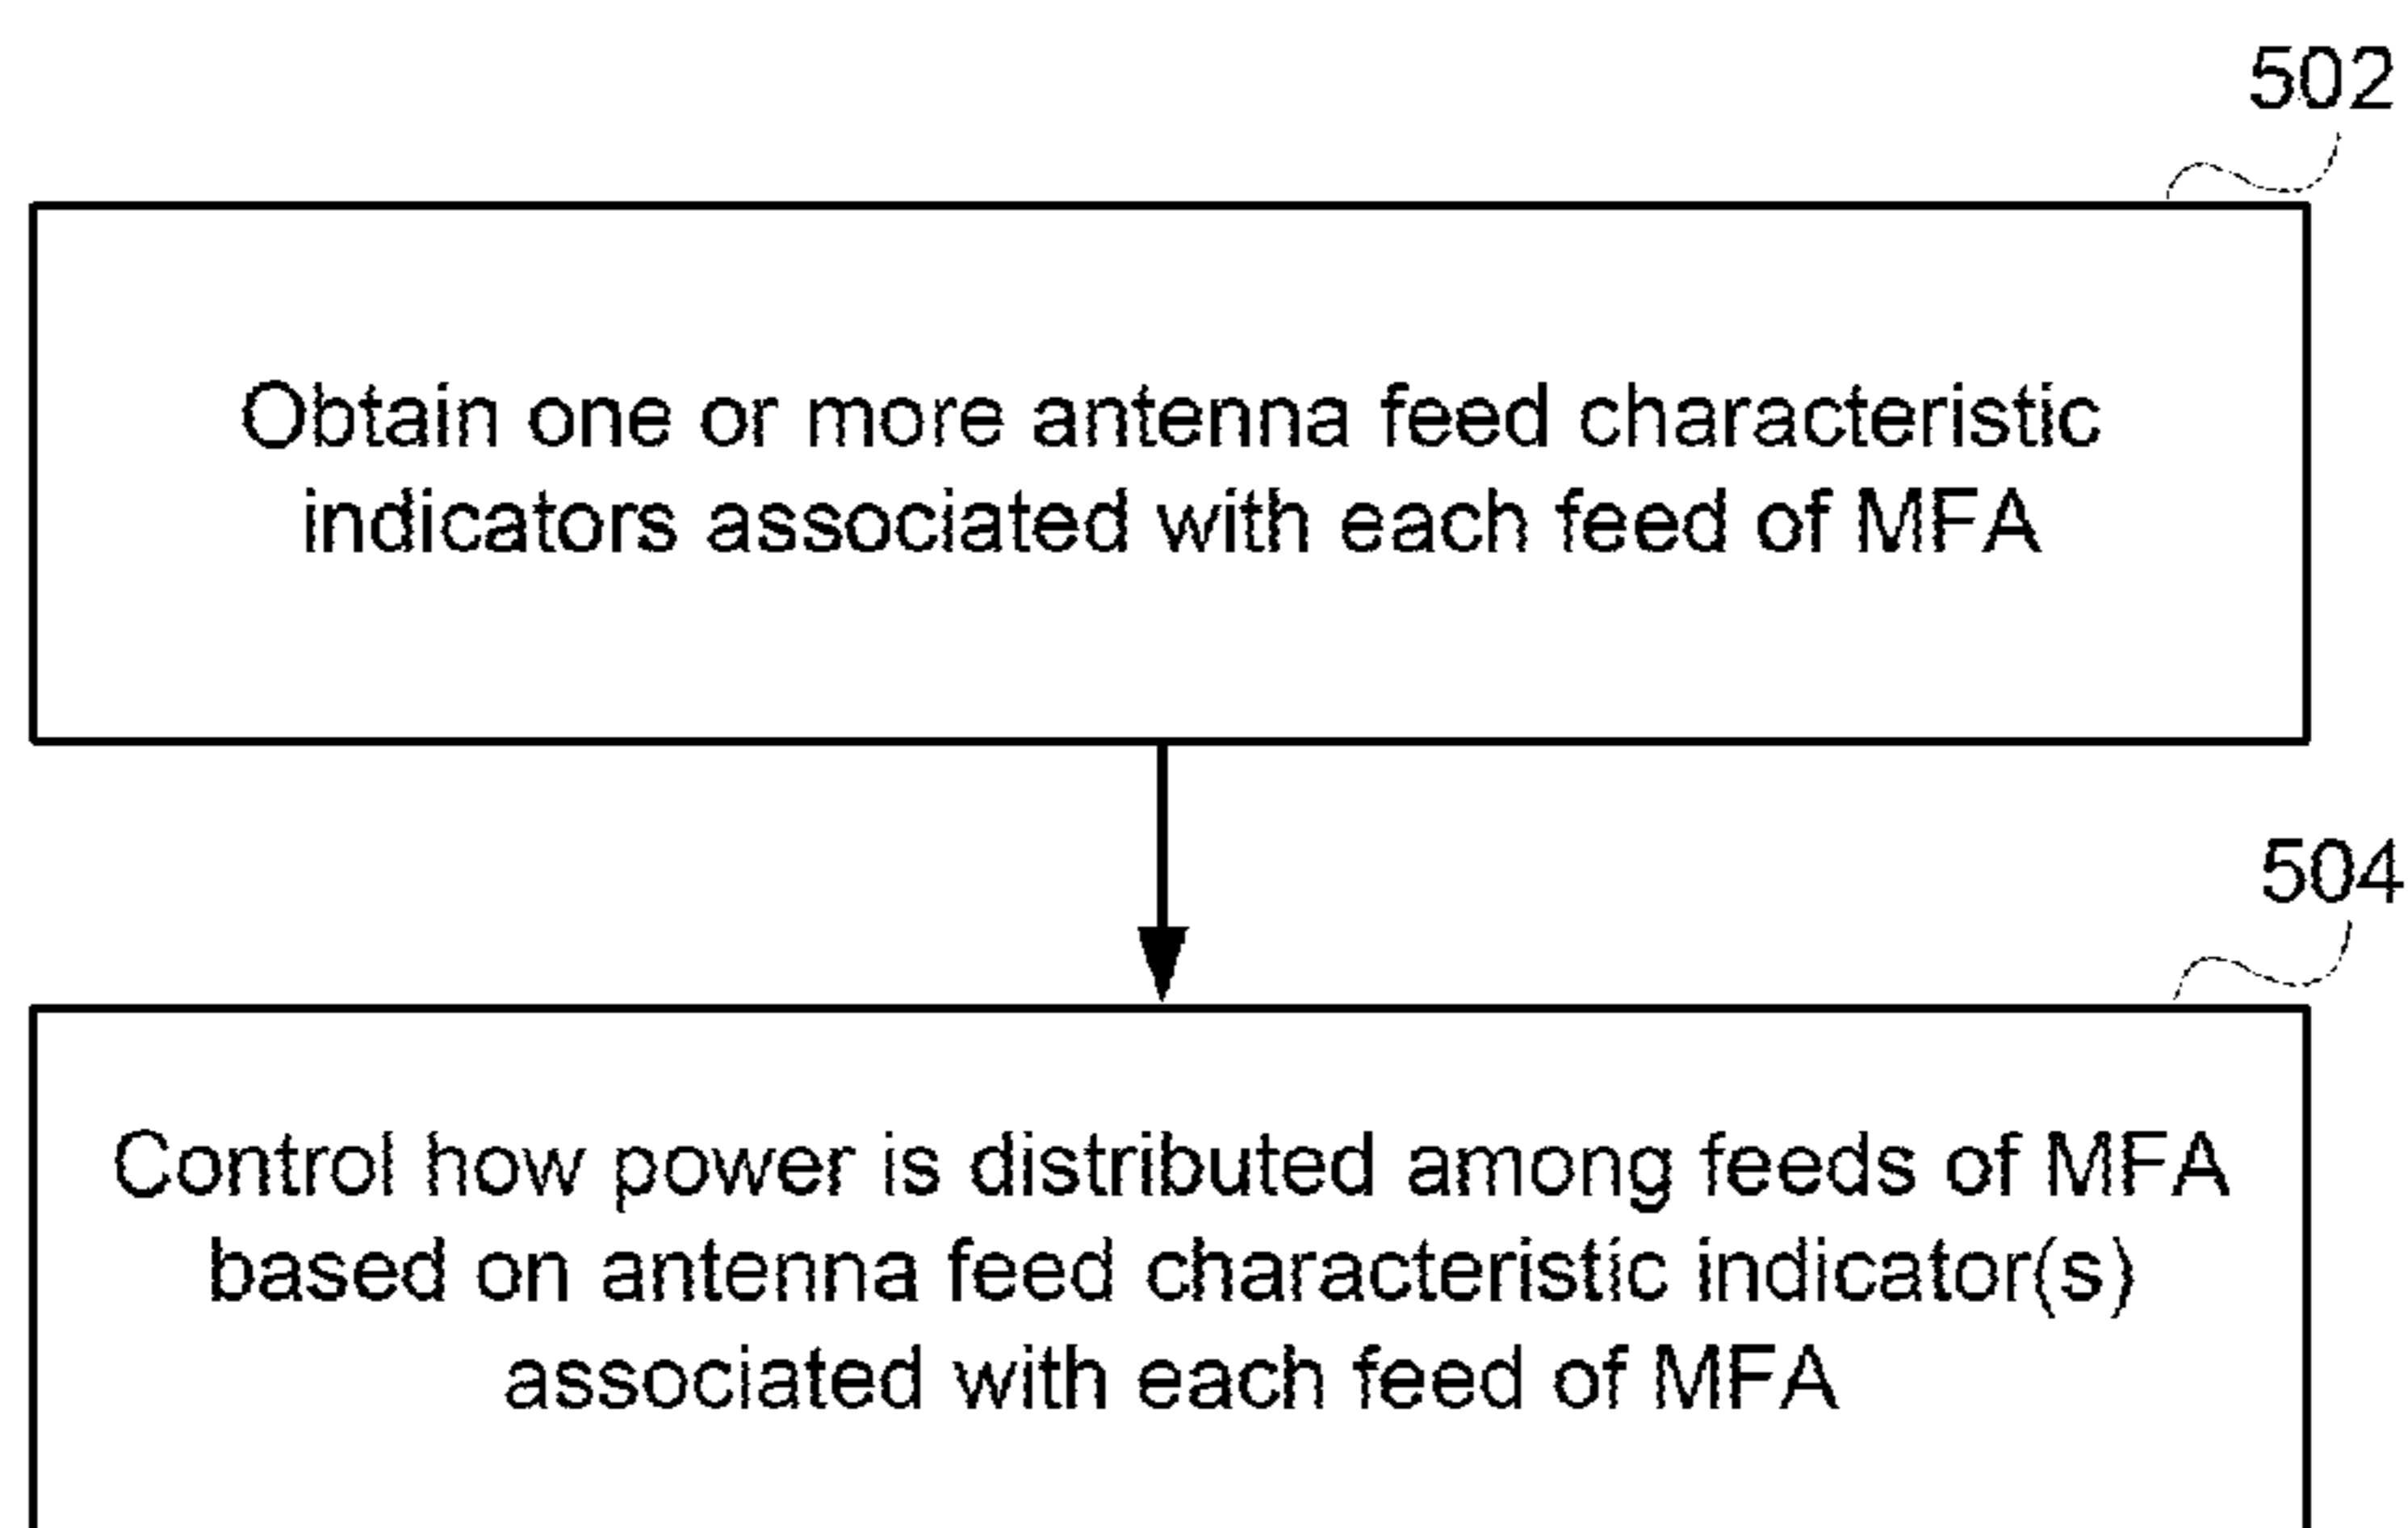 502
Obtain one or more antenna feed characteristic
indicators associated with each feed of MFA
504
Control how power is distributed among feeds of MFA
based on antenna feed characteristic indicator(s)
associated with each feed of MFA